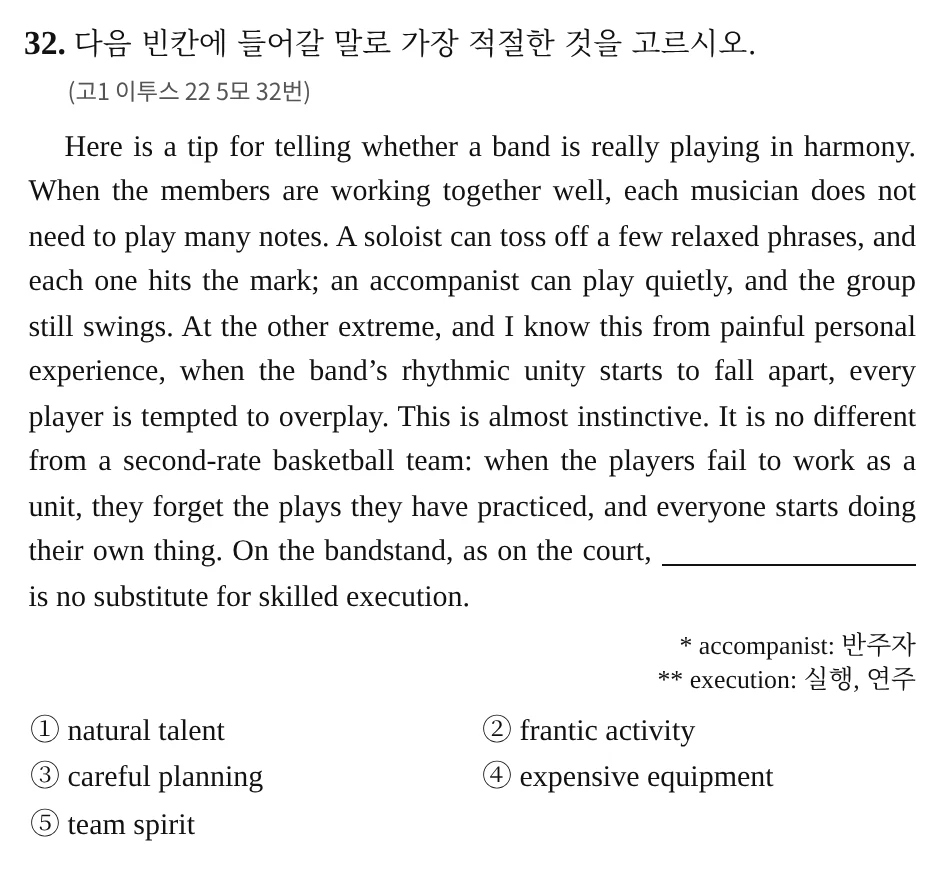 32. 다음 빈칸에 들어갈 말로 가장 적절한 것을 고르시오.
(고1 이투스 22 5모 32번)
Here is a tip for telling whether a band is really playing in harmony.
When the members are working together well, each musician does not
need to play many notes. A soloist can toss off a few relaxed phrases, and
each one hits the mark; an accompanist can play quietly, and the group
still swings. At the other extreme, and I know this from painful personal
experience, when the band’s rhythmic unity starts to fall apart, every
player is tempted to overplay. This is almost instinctive. It is no different
from a second-rate basketball team: when the players fail to work as a
unit, they forget the plays they have practiced, and everyone starts doing
their own thing. On the bandstand, as on the court, ____________
is no substitute for skilled execution.
* accompanist: 반주자
** execution: 실행, 연주
① natural talent ② frantic activity
③ careful planning ④ expensive equipment
⑤ team spirit